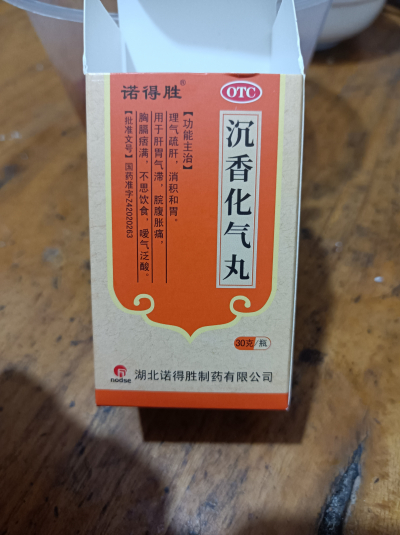 诺得胜®
OTC
沉香化气丸
【功能主治】
理气疏肝，消积和胃。
用于肝胃气滞，脘腹胀痛，
胸膈痞满，不思饮食，嗳气泛酸。
【批准文号】国药准字Z42020263
30克/瓶
nodse
湖北诺得胜制药有限公司